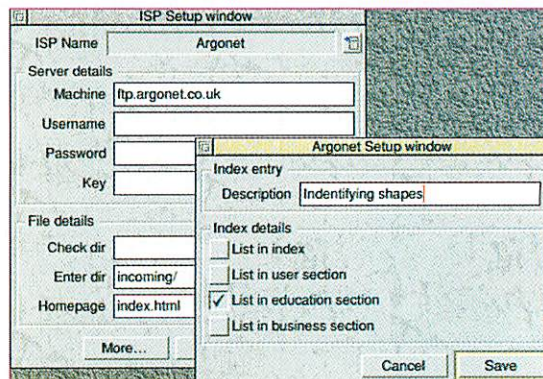 ISP Setup window
ISP Name Argonet
Server details
Machine ftp.argonet.co.uk
Username
Password
Key
File details
Check dir
Enter dir incoming/
Homepage index.html
More...
Argonet Setup window
Index entry
Description Indentifying shapes
Index details
List in index
List in user section
List in education section
List in business section
Cancel Save